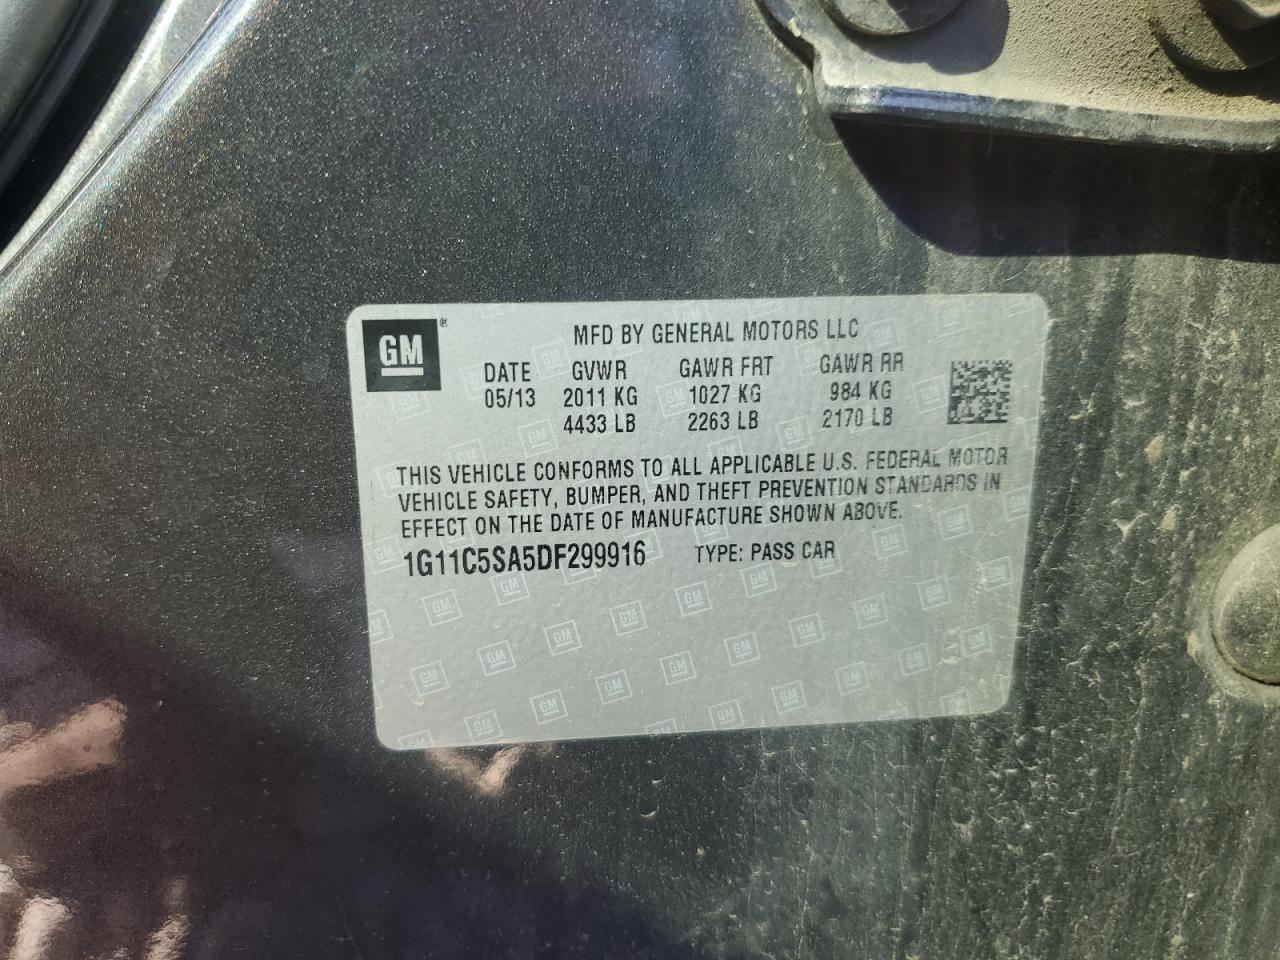 GM ®
MFD BY GENERAL MOTORS LLC
DATE GVWR GAWR FRT GAWR RR
05/13 2011 KG 1027 KG 984 KG
4433 LB 2263 LB 2170 LB
THIS VEHICLE CONFORMS TO ALL APPLICABLE U.S. FEDERAL MOTOR
VEHICLE SAFETY, BUMPER, AND THEFT PREVENTION STANDARDS IN
EFFECT ON THE DATE OF MANUFACTURE SHOWN ABOVE.
1G11C5SA5DF299916 TYPE: PASS CAR